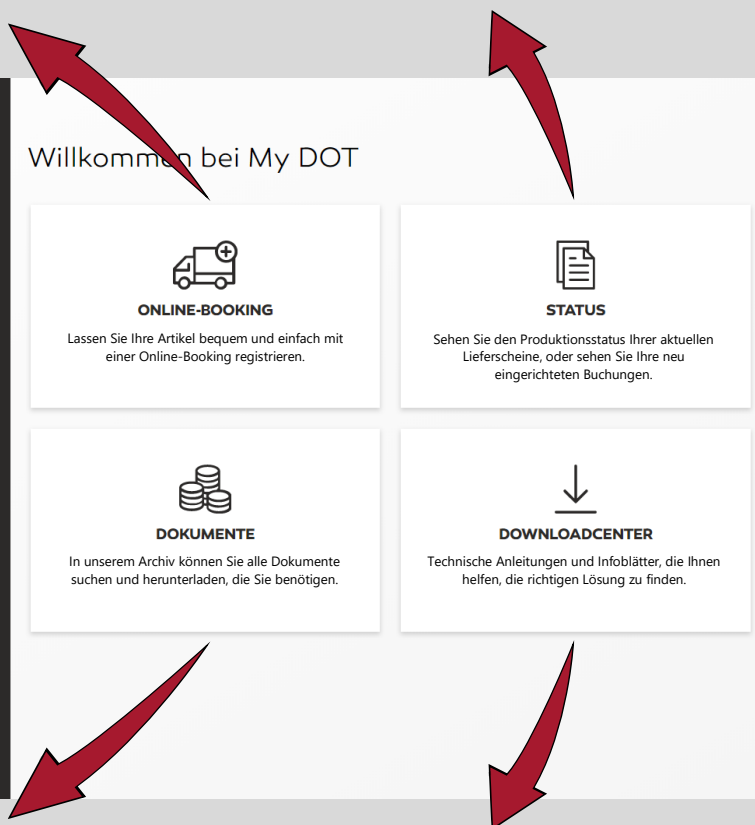 Willkommen bei My DOT
ONLINE-BOOKING
Lassen Sie Ihre Artikel bequem und einfach mit
einer Online-Booking registrieren.
STATUS
Sehen Sie den Produktionsstatus Ihrer aktuellen
Lieferscheine, oder sehen Sie Ihre neu
eingerichteten Buchungen.
DOKUMENTE
In unserem Archiv können Sie alle Dokumente
suchen und herunterladen, die Sie benötigen.
DOWNLOADCENTER
Technische Anleitungen und Infoblätter, die Ihnen
helfen, die richtigen Lösung zu finden.